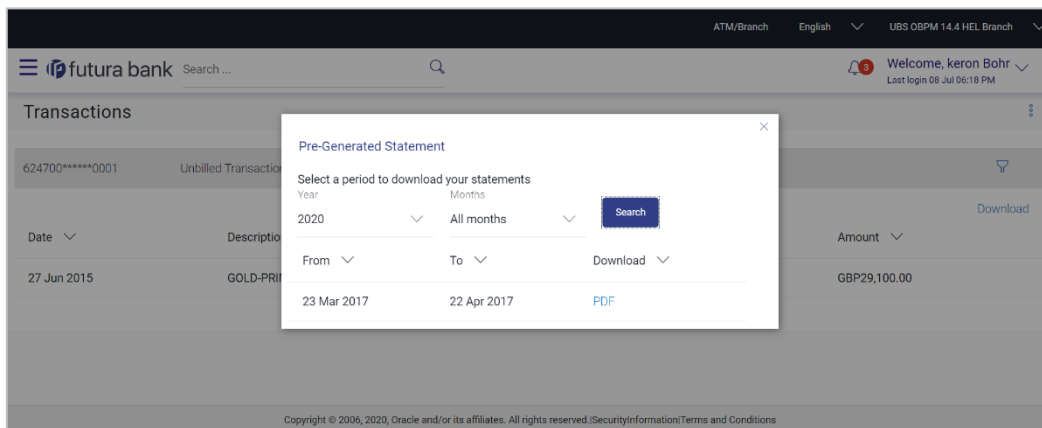 ATM/Branch English UBS OBPM 14.4 HEL Branch
futura bank Search ... 3 Welcome, keron Bohr
Last login 08 Jul 06:18 PM
Transactions
Pre-Generated Statement
624700******0001 Unbilled Transaction
Select a period to download your statements
Year Months
2020 All months Search
Download
Date Descriptio From To Download Amount
27 Jun 2015 GOLD-PRI GBP29,100.00
23 Mar 2017 22 Apr 2017 PDF
Copyright © 2006, 2020, Oracle and/or its affiliates. All rights reserved.|SecurityInformation|Terms and Conditions